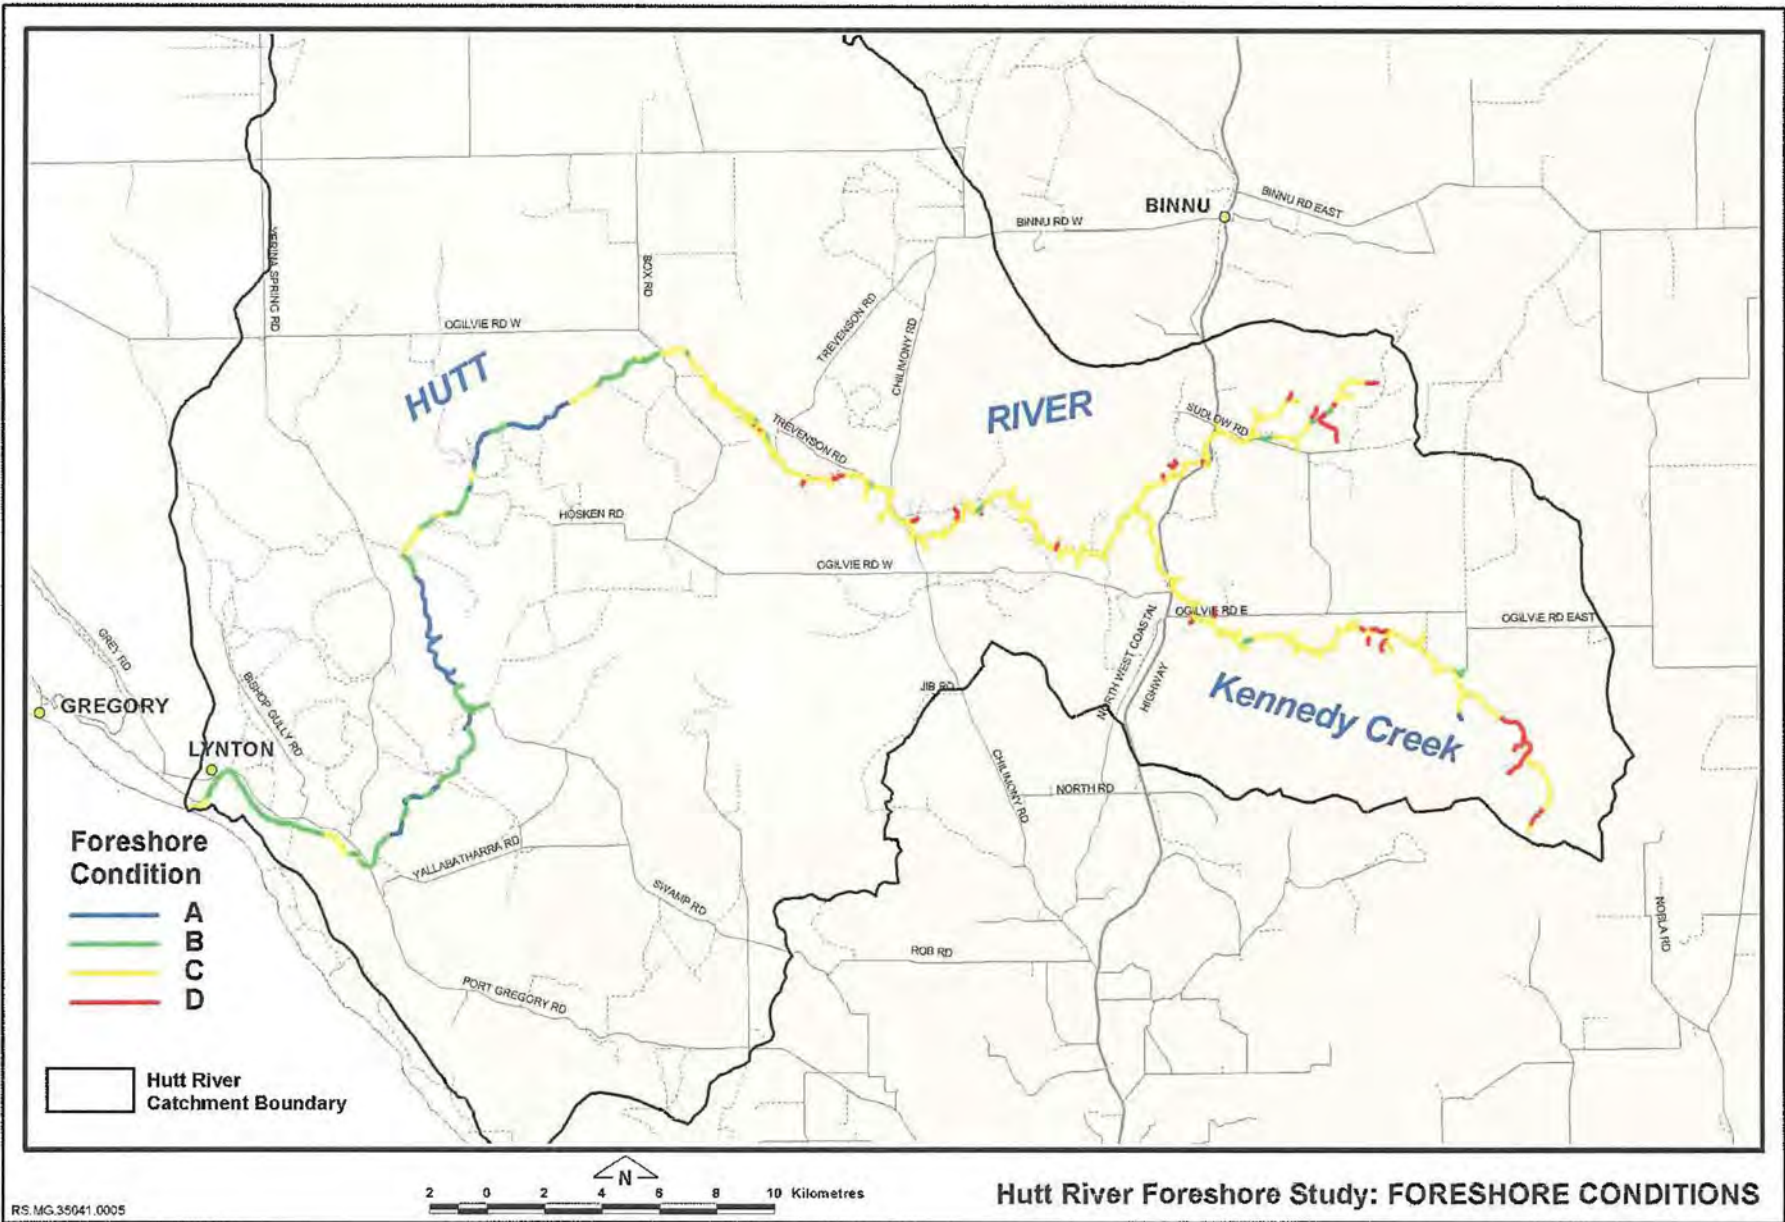 BINNU
BINNU RD EAST
BINNU RD W
YERINA SPRING RD
BOX RD
OGILVIE RD W
HUTT
TREVENSON RD
CHILIMONY RD
RIVER
SUDLOW RD
TREVENSON RD
HOSKEN RD
OGILVIE RD W
OGILVIE RD E
OGILVIE RD EAST
NORTH WEST COASTAL
HIGHWAY
GREY RD
BISHOP GULLY RD
GREGORY
LYNTON
JIB RD
Kennedy Creek
CHILIMONY RD
NORTH RD
YALLABATHARRA RD
SWAMP RD
ROB RD
NOBLA RD
PORT GREGORY RD
Foreshore
Condition
A
B
C
D
Hutt River
Catchment Boundary
N
2 0 2 4 6 8 10 Kilometres
RS.MG.35041.0005
Hutt River Foreshore Study: FORESHORE CONDITIONS